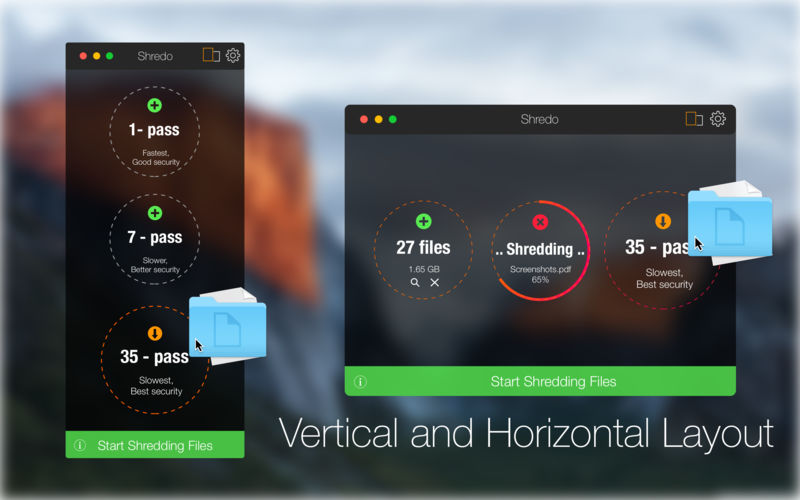 Shredo
1- pass
Fastest,
Good security
7 - pass
Slower,
Better security
35 - pass
Slowest,
Best security
Start Shredding Files
Shredo
27 files
1.65 GB
.. Shredding ..
Screenshots.pdf
65%
35 - pass
Slowest,
Best security
Start Shredding Files
Vertical and Horizontal Layout